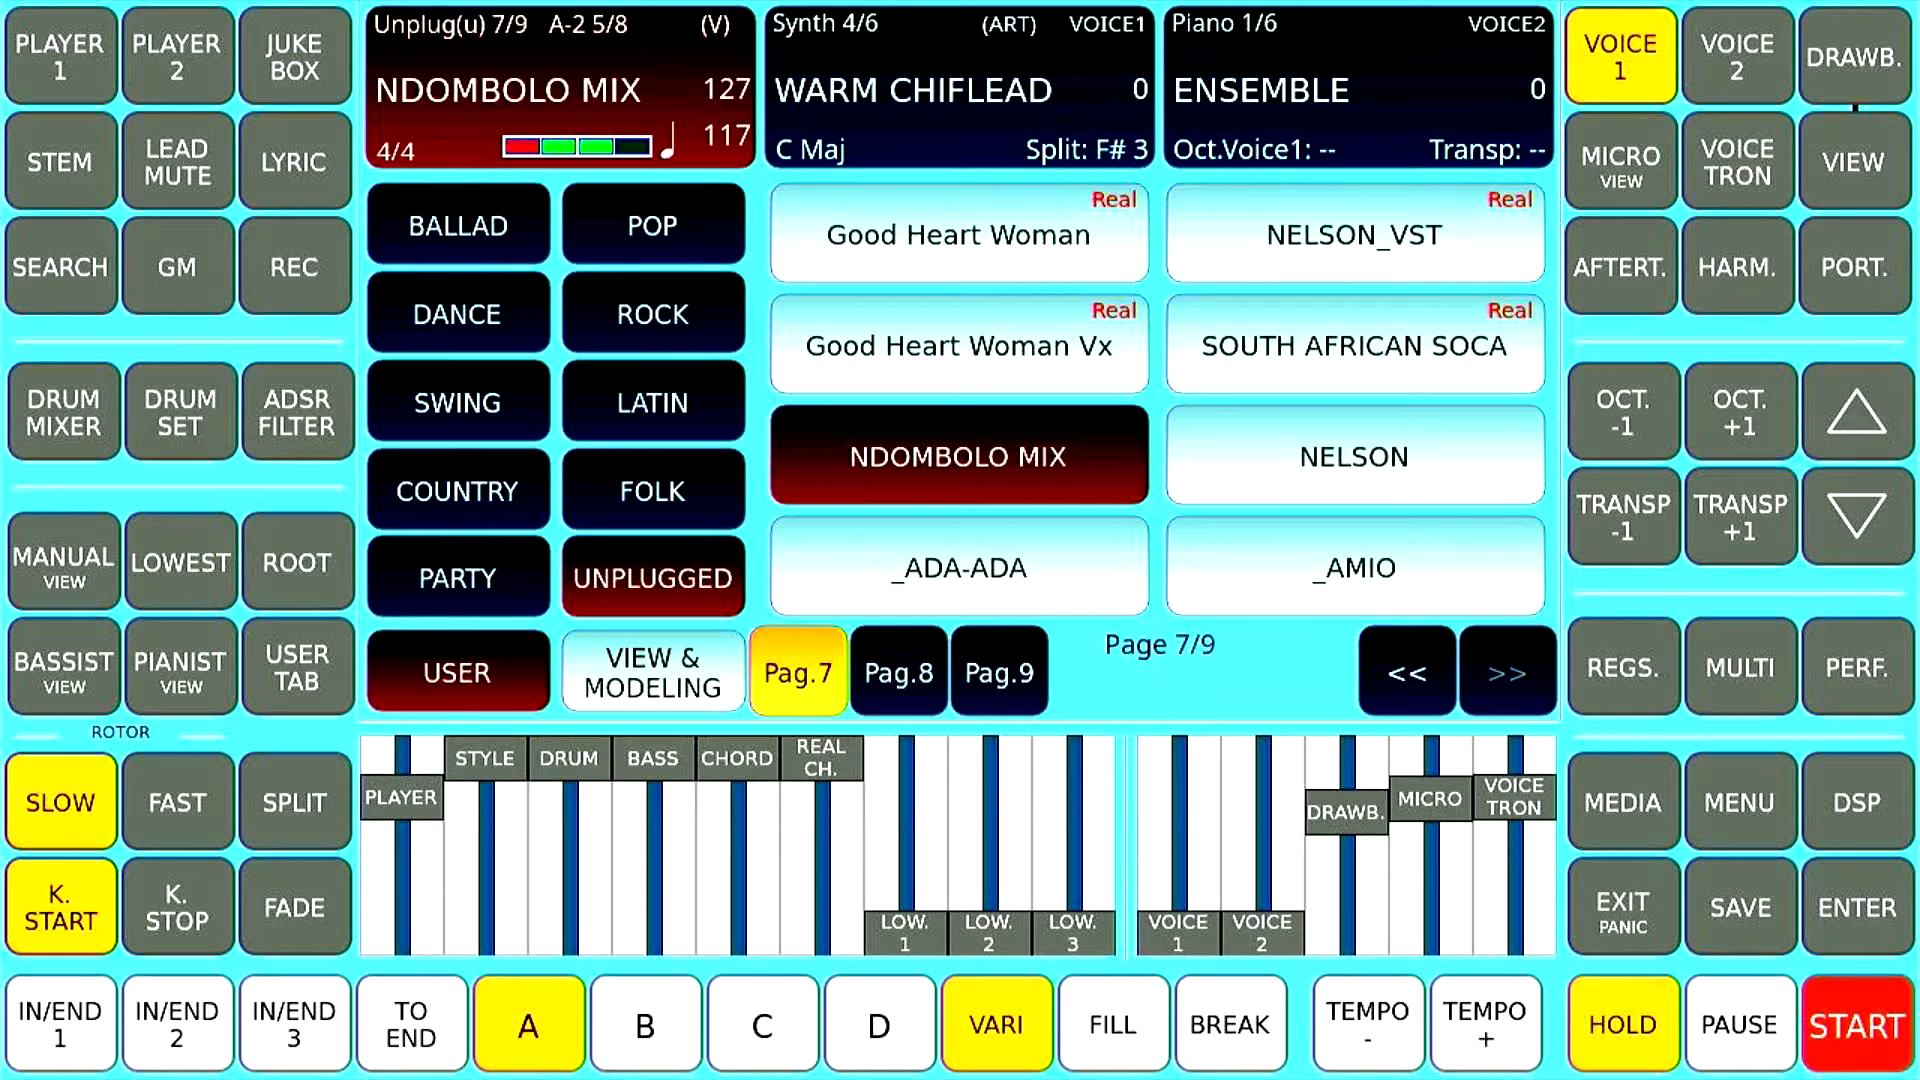 PLAYER
1
PLAYER
2
JUKE
BOX
Unplug(u) 7/9 A-2 5/8 (V)
NDOMBOLO MIX 127
4/4 117
Synth 4/6 (ART) VOICE1
WARM CHIFLEAD 0
C Maj Split: F# 3
Piano 1/6 VOICE2
ENSEMBLE 0
Oct.Voice1: -- Transp: --
VOICE
1
VOICE
2
DRAWB.
STEM
LEAD
MUTE
LYRIC
MICRO
VIEW
VOICE
TRON
VIEW
SEARCH
GM
REC
AFTERT.
HARM.
PORT.
BALLAD
POP
DANCE
ROCK
SWING
LATIN
COUNTRY
FOLK
PARTY
UNPLUGGED
USER
VIEW &
MODELING
Real
Good Heart Woman
Real
NELSON_VST
Real
Good Heart Woman Vx
Real
SOUTH AFRICAN SOCA
NDOMBOLO MIX
NELSON
_ADA-ADA
_AMIO
Pag.7
Pag.8
Pag.9
Page 7/9
<<
>>
DRUM
MIXER
DRUM
SET
ADSR
FILTER
OCT.
-1
OCT.
+1
MANUAL
VIEW
LOWEST
ROOT
TRANSP
-1
TRANSP
+1
BASSIST
VIEW
PIANIST
VIEW
USER
TAB
REGS.
MULTI
PERF.
ROTOR
SLOW
FAST
SPLIT
PLAYER
STYLE
DRUM
BASS
CHORD
REAL
CH.
LOW.
1
LOW.
2
LOW.
3
VOICE
1
VOICE
2
DRAWB.
MICRO
VOICE
TRON
MEDIA
MENU
DSP
K.
START
K.
STOP
FADE
EXIT
PANIC
SAVE
ENTER
IN/END
1
IN/END
2
IN/END
3
TO
END
A
B
C
D
VARI
FILL
BREAK
TEMPO
-
TEMPO
+
HOLD
PAUSE
START